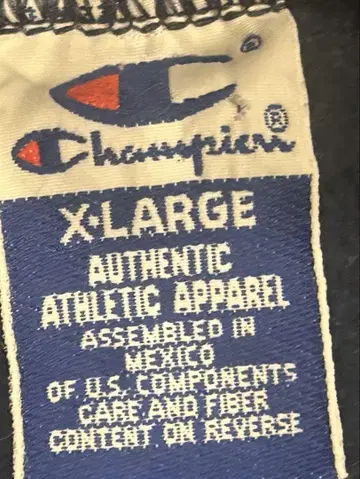 Champion®
X-LARGE
AUTHENTIC
ATHLETIC APPAREL
ASSEMBLED IN
MEXICO
OF U.S. COMPONENTS
CARE AND FIBER
CONTENT ON REVERSE